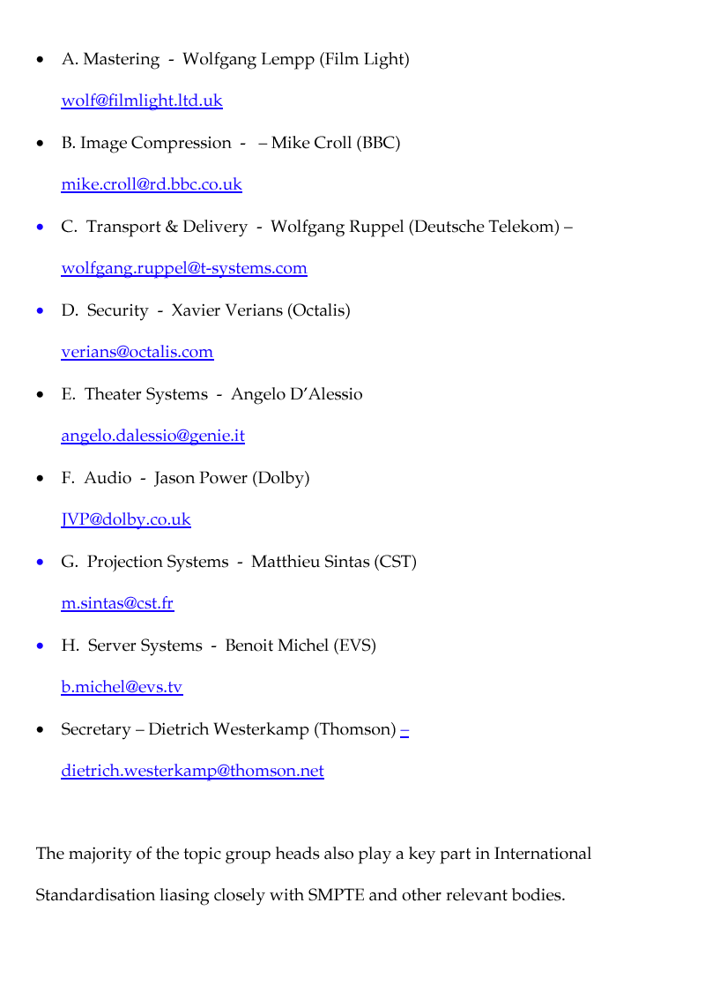 • A. Mastering - Wolfgang Lempp (Film Light)
wolf@filmlight.ltd.uk
• B. Image Compression - – Mike Croll (BBC)
mike.croll@rd.bbc.co.uk
• C. Transport & Delivery - Wolfgang Ruppel (Deutsche Telekom) –
wolfgang.ruppel@t-systems.com
• D. Security - Xavier Verians (Octalis)
verians@octalis.com
• E. Theater Systems - Angelo D’Alessio
angelo.dalessio@genie.it
• F. Audio - Jason Power (Dolby)
JVP@dolby.co.uk
• G. Projection Systems - Matthieu Sintas (CST)
m.sintas@cst.fr
• H. Server Systems - Benoit Michel (EVS)
b.michel@evs.tv
• Secretary – Dietrich Westerkamp (Thomson) –
dietrich.westerkamp@thomson.net
The majority of the topic group heads also play a key part in International
Standardisation liasing closely with SMPTE and other relevant bodies.